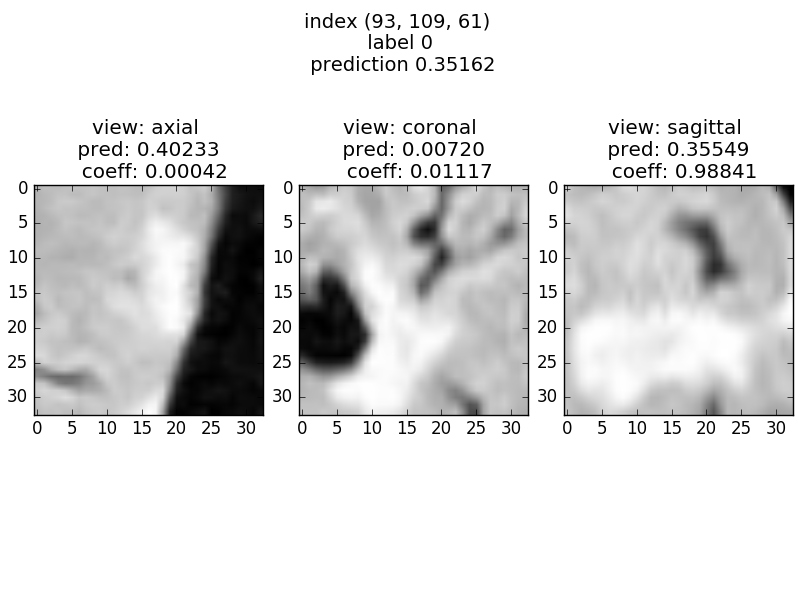 index (93, 109, 61)
label 0
prediction 0.35162
view: axial
pred: 0.40233
coeff: 0.00042
view: coronal
pred: 0.00720
coeff: 0.01117
view: sagittal
pred: 0.35549
coeff: 0.98841
0
5
10
15
20
25
30
0 5 10 15 20 25 30
0
5
10
15
20
25
30
0 5 10 15 20 25 30
0
5
10
15
20
25
30
0 5 10 15 20 25 30